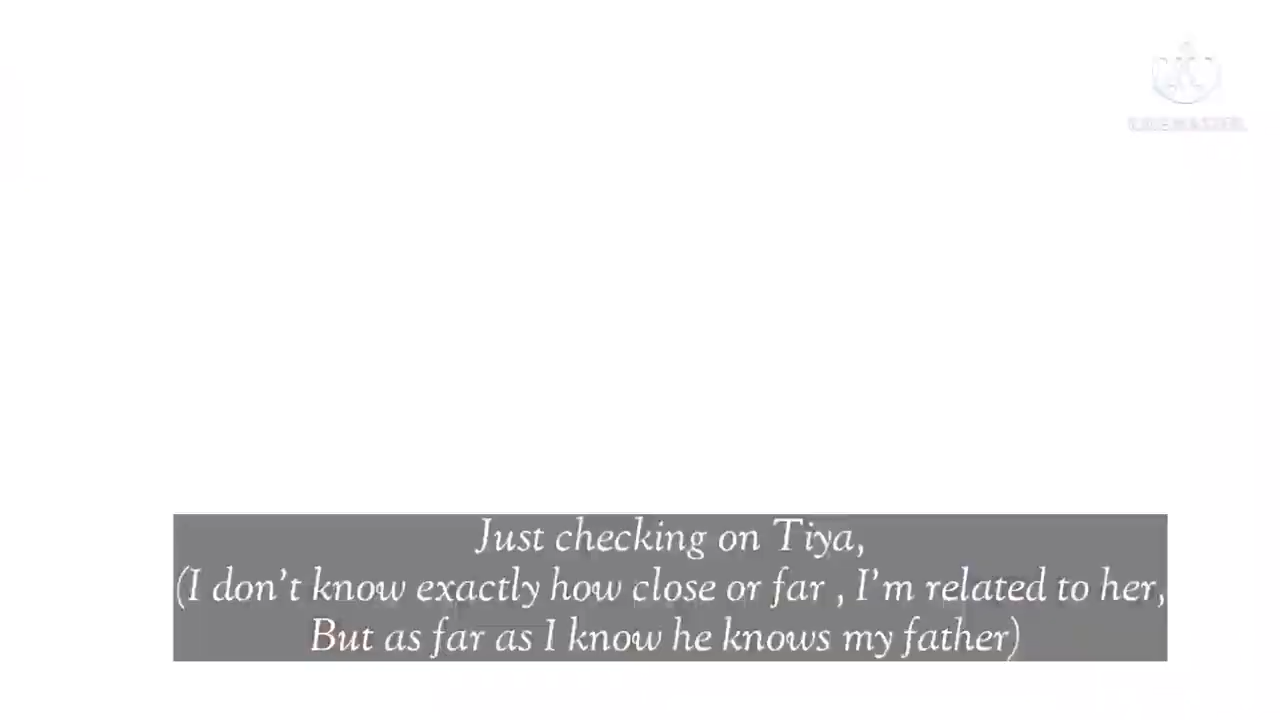 KINEMASTER
Just checking on Tiya,
(I don't know exactly how close or far , I'm related to her,
But as far as I know he knows my father)